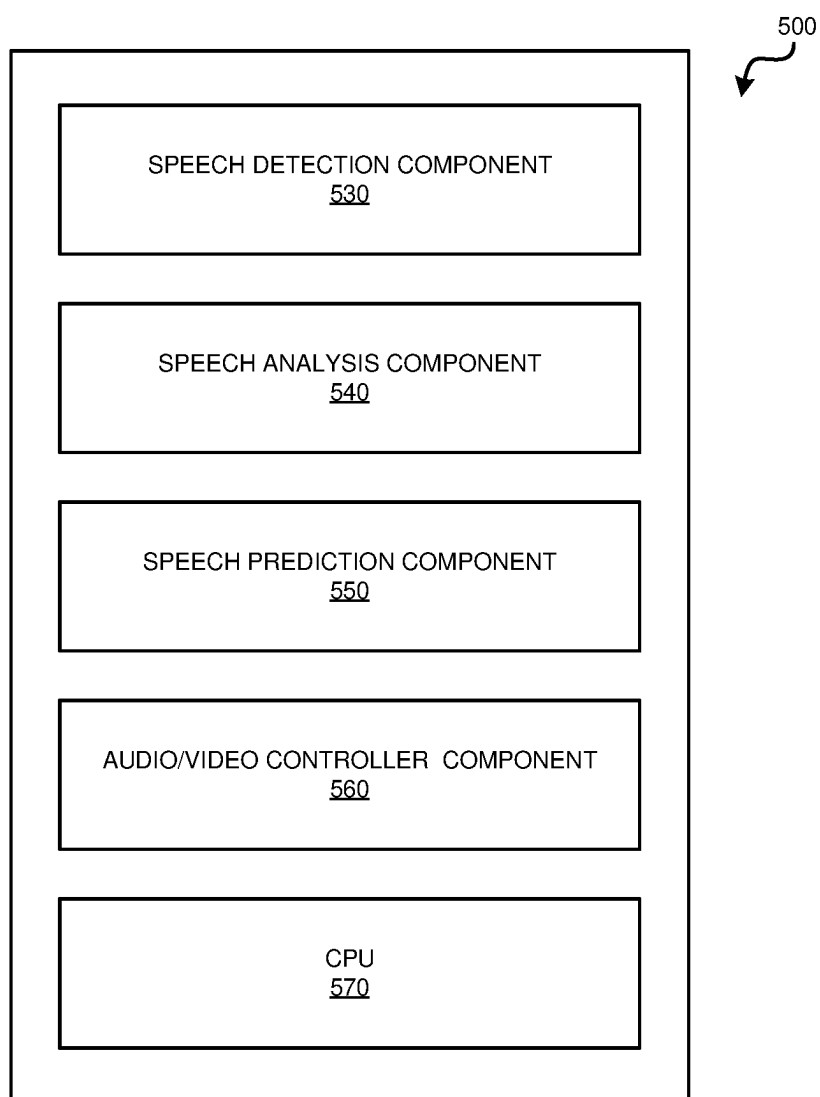 500
SPEECH DETECTION COMPONENT
530
SPEECH ANALYSIS COMPONENT
540
SPEECH PREDICTION COMPONENT
550
AUDIO/VIDEO CONTROLLER COMPONENT
560
CPU
570